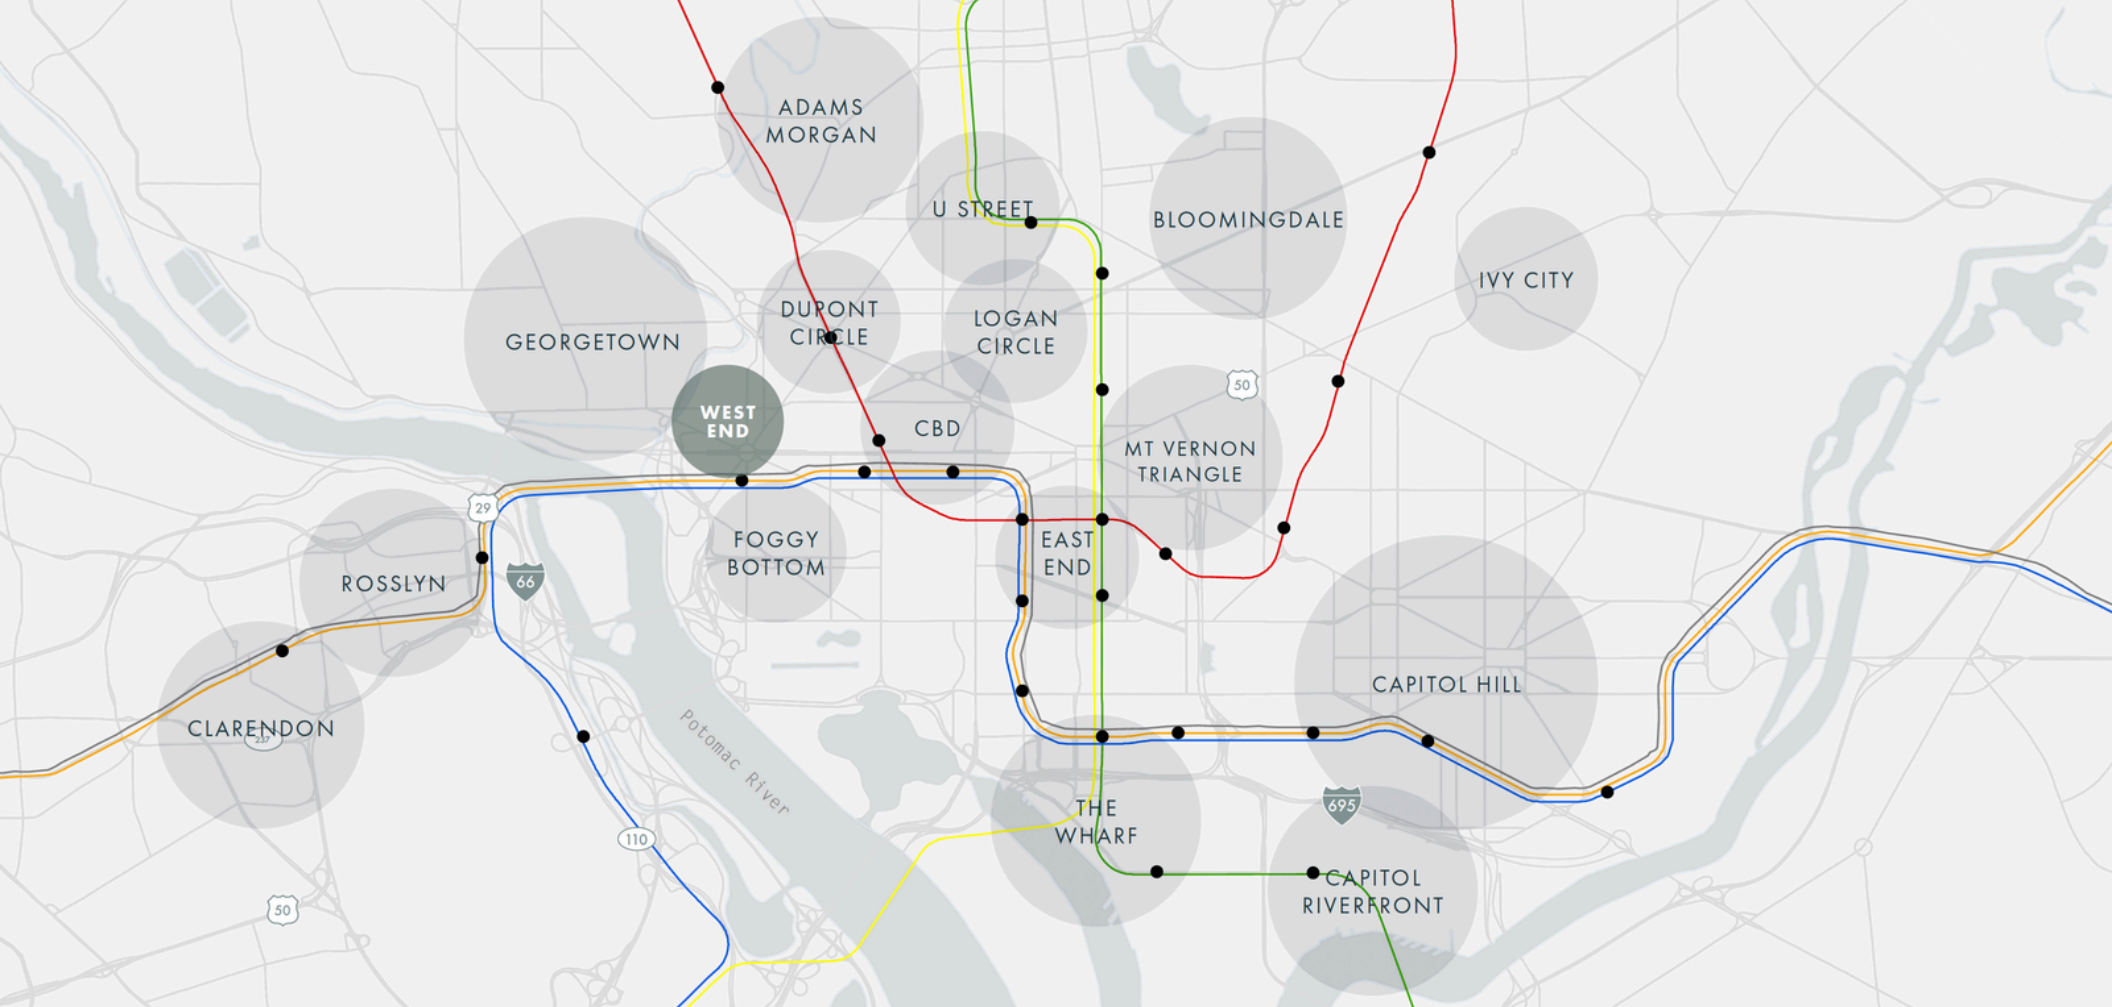 ADAMS
MORGAN
U STREET
BLOOMINGDALE
IVY CITY
DUPONT
CIRCLE
LOGAN
CIRCLE
GEORGETOWN
50
WEST
END
CBD
MT VERNON
TRIANGLE
29
FOGGY
BOTTOM
EAST
END
66
ROSSLYN
CAPITOL HILL
CLARENDON
237
Potomac River
THE
WHARF
695
110
CAPITOL
RIVERFRONT
50